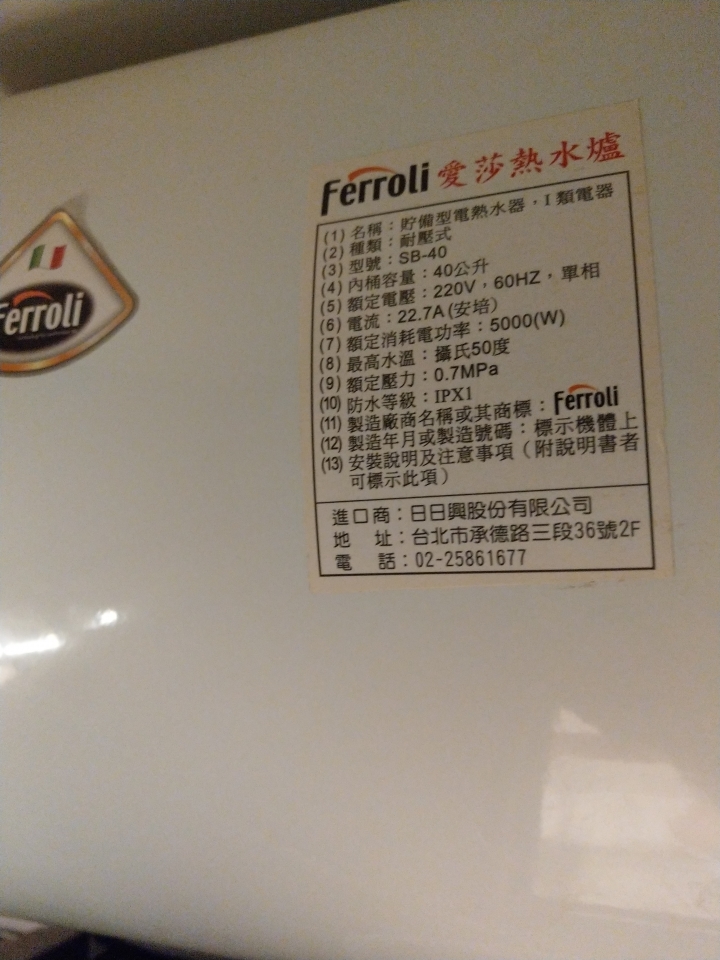 Ferroli 愛莎熱水爐
(1) 名稱：貯備型電熱水器，I 類電器
(2) 種類：耐壓式
(3) 型號：SB-40
(4) 內桶容量：40公升
(5) 額定電壓：220V，60HZ，單相
(6) 電流：22.7A(安培)
(7) 額定消耗電功率：5000(W)
(8) 最高水溫：攝氏50度
(9) 額定壓力：0.7MPa
(10) 防水等級：IPX1
(11) 製造廠商名稱或其商標：Ferroli
(12) 製造年月或製造號碼：標示機體上
(13) 安裝說明及注意事項（附說明書者
可標示此項）
進口商：日日興股份有限公司
地 址：台北市承德路三段36號2F
電 話：02-25861677
Ferroli